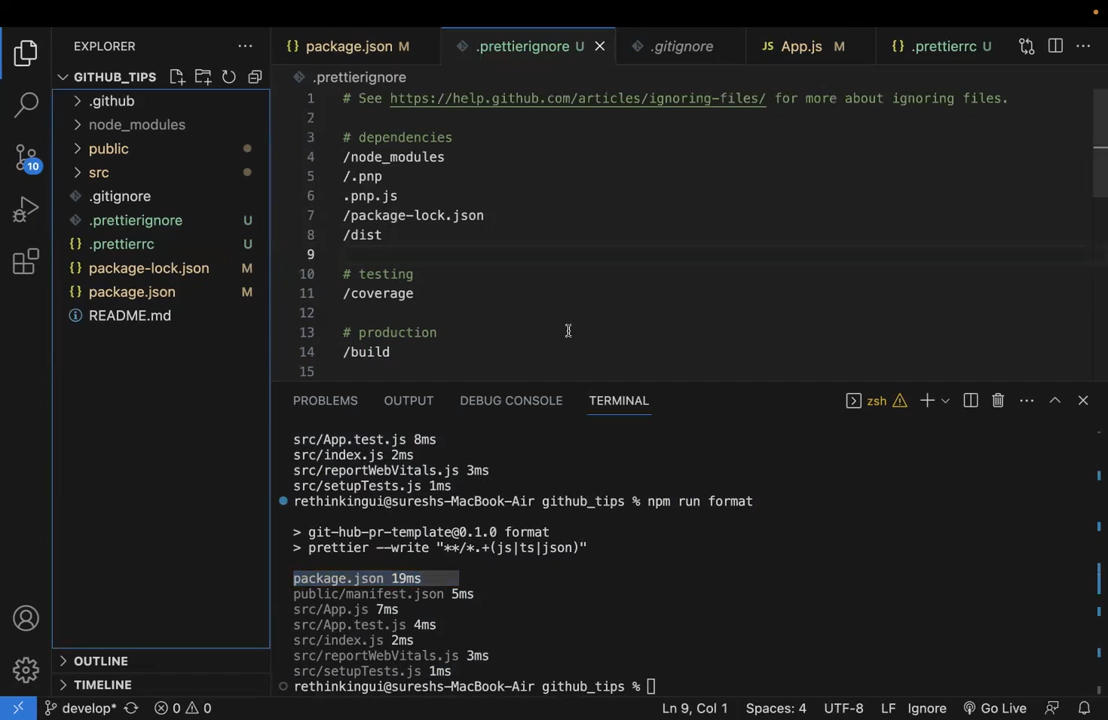 EXPLORER
GITHUB_TIPS
.github
node_modules
public
src
.gitignore
.prettierignore U
.prettierrc U
package-lock.json M
package.json M
README.md
OUTLINE
TIMELINE
10
package.json M
.prettierignore U
.gitignore
App.js M
.prettierrc U
.prettierignore
1 # See https://help.github.com/articles/ignoring-files/ for more about ignoring files.
2
3 # dependencies
4 /node_modules
5 /.pnp
6 .pnp.js
7 /package-lock.json
8 /dist
9
10 # testing
11 /coverage
12
13 # production
14 /build
15
PROBLEMS OUTPUT DEBUG CONSOLE TERMINAL zsh
src/App.test.js 8ms
src/index.js 2ms
src/reportWebVitals.js 3ms
src/setupTests.js 1ms
rethinkingui@sureshs-MacBook-Air github_tips % npm run format
> git-hub-pr-template@0.1.0 format
> prettier --write "**/*.+(js|ts|json)"
package.json 19ms
public/manifest.json 5ms
src/App.js 7ms
src/App.test.js 4ms
src/index.js 2ms
src/reportWebVitals.js 3ms
src/setupTests.js 1ms
rethinkingui@sureshs-MacBook-Air github_tips %
develop* 0 0 Ln 9, Col 1 Spaces: 4 UTF-8 LF Ignore Go Live